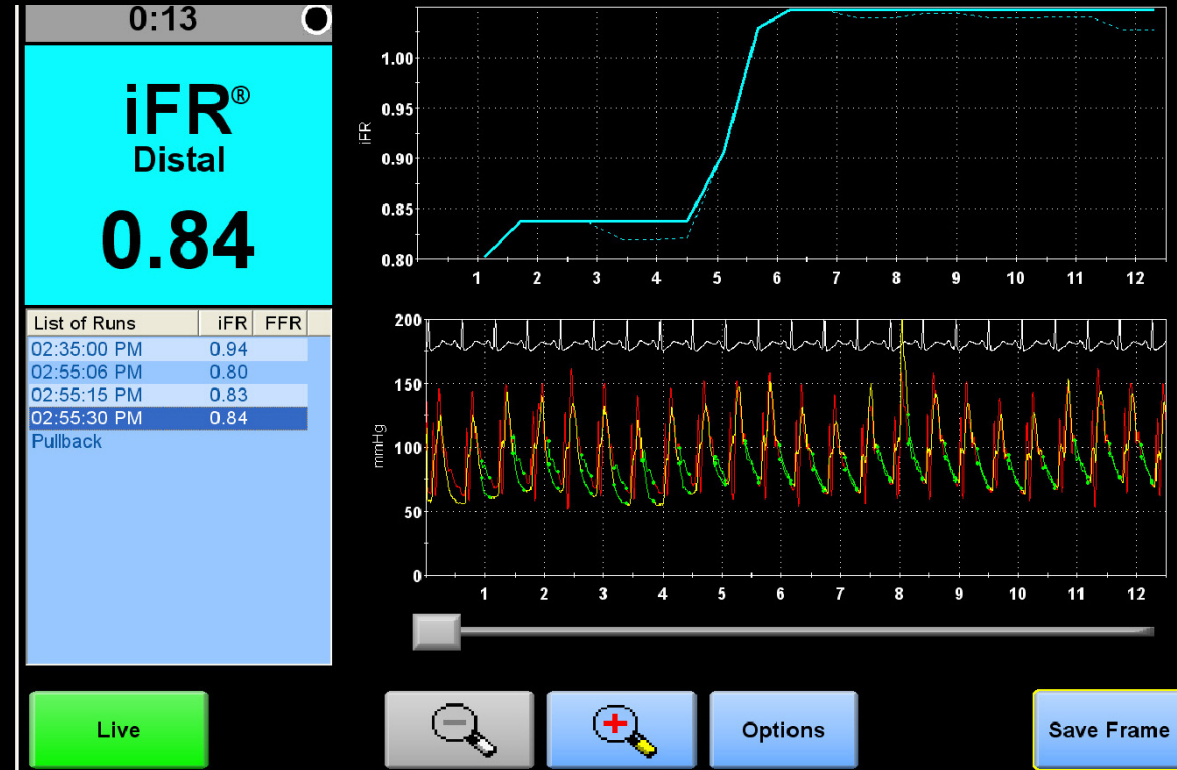 0:13
iFR®
Distal
0.84
List of Runs iFR FFR
02:35:00 PM 0.94
02:55:06 PM 0.80
02:55:15 PM 0.83
02:55:30 PM 0.84
Pullback
1.00
0.95
0.90
0.85
0.80
iFR
1 2 3 4 5 6 7 8 9 10 11 12
200
150
100
50
0
mmHg
1 2 3 4 5 6 7 8 9 10 11 12
Live
Options
Save Frame